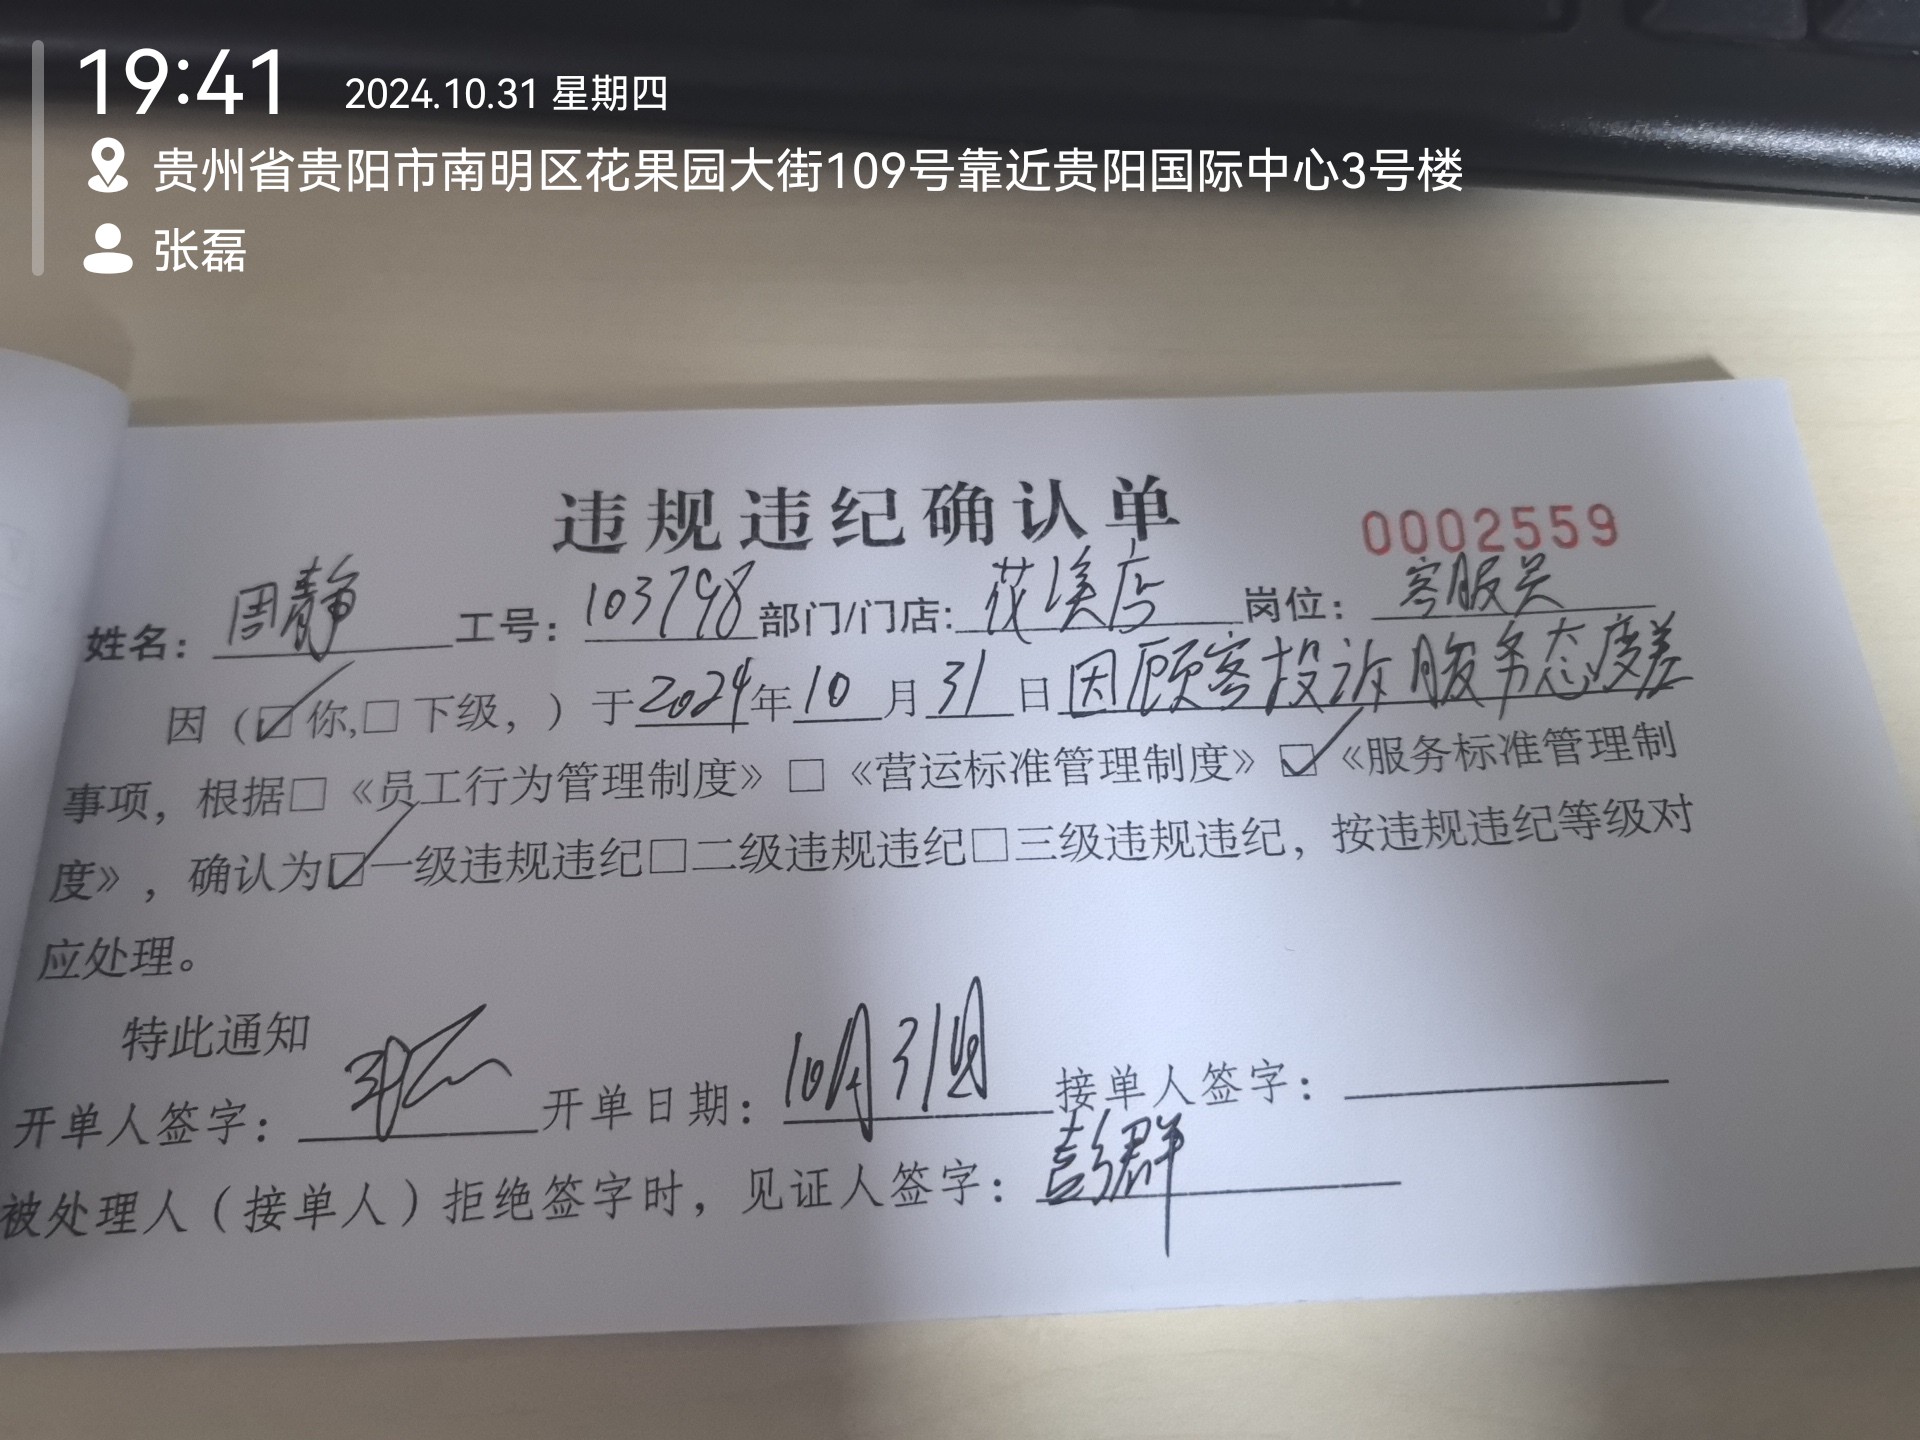 19:41 2024.10.31 星期四
贵州省贵阳市南明区花果园大街109号靠近贵阳国际中心3号楼
张磊
违规违纪确认单
0002559
姓名：周静 工号：103798 部门/门店：花溪店 岗位：客服员
因（☑你,□下级，）于2024年10月31日因顾客投诉服务态度差
事项，根据□《员工行为管理制度》□《营运标准管理制度》☑《服务标准管理制
度》，确认为☑一级违规违纪□二级违规违纪□三级违规违纪，按违规违纪等级对
应处理。
特此通知
开单人签字： 开单日期：10月31日 接单人签字：
被处理人（接单人）拒绝签字时，见证人签字：彭群